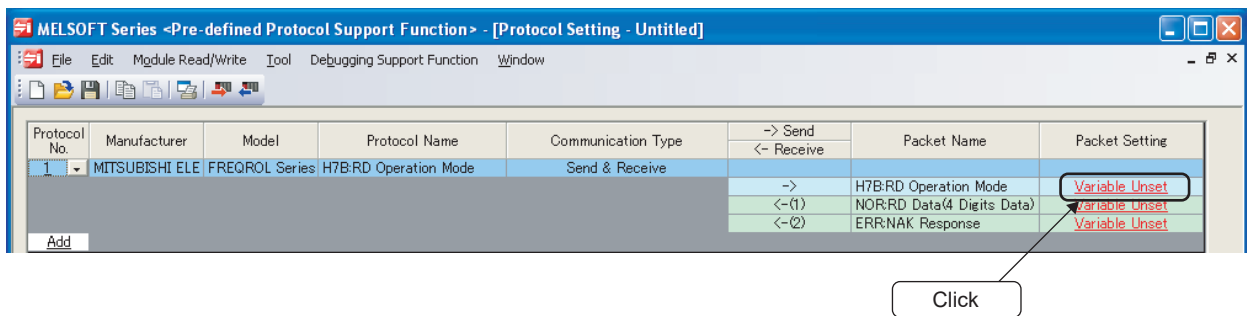 MELSOFT Series <Pre-defined Protocol Support Function> - [Protocol Setting - Untitled]
File Edit Module Read/Write Tool Debugging Support Function Window
Protocol No. Manufacturer Model Protocol Name Communication Type -> Send <- Receive Packet Name Packet Setting
1 MITSUBISHI ELE FREQROL Series H7B:RD Operation Mode Send & Receive
-> H7B:RD Operation Mode Variable Unset
<-(1) NOR:RD Data(4 Digits Data) Variable Unset
<-(2) ERR:NAK Response Variable Unset
Add
Click